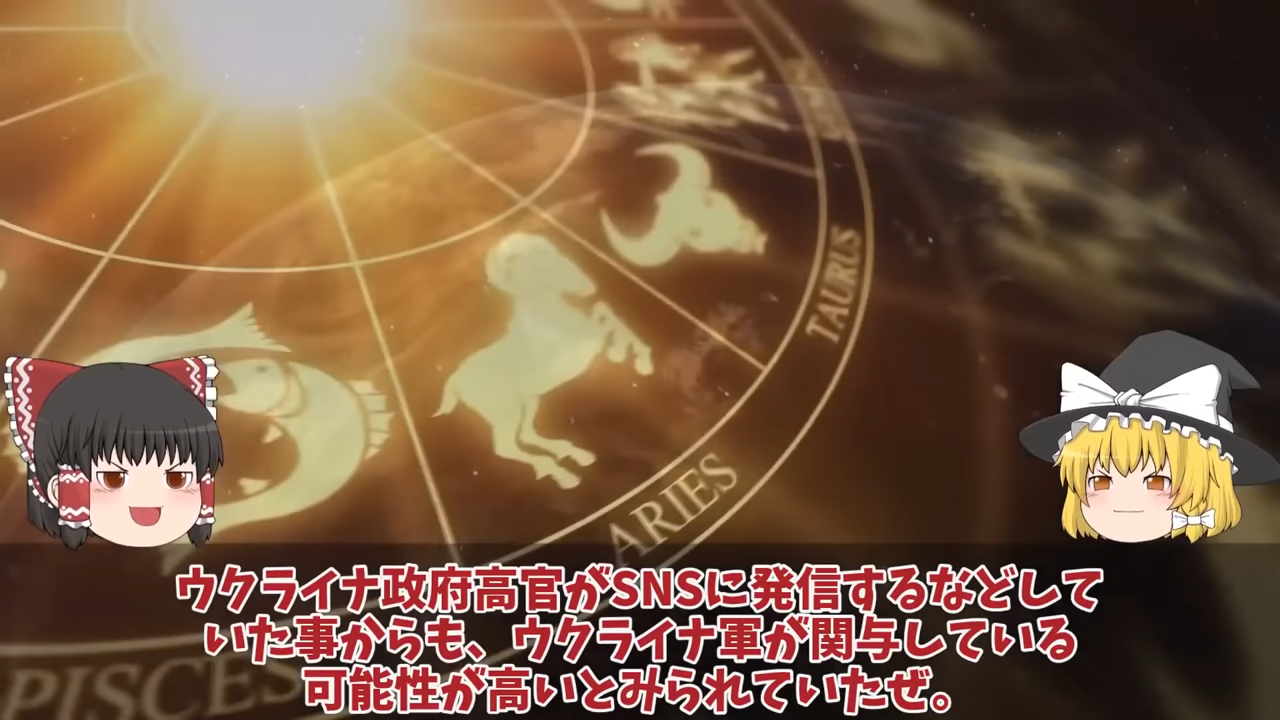 TAURUS
ARIES
PISCES
ウクライナ政府高官がSNSに発信するなどして
いた事からも、ウクライナ軍が関与している
可能性が高いとみられていたぜ。